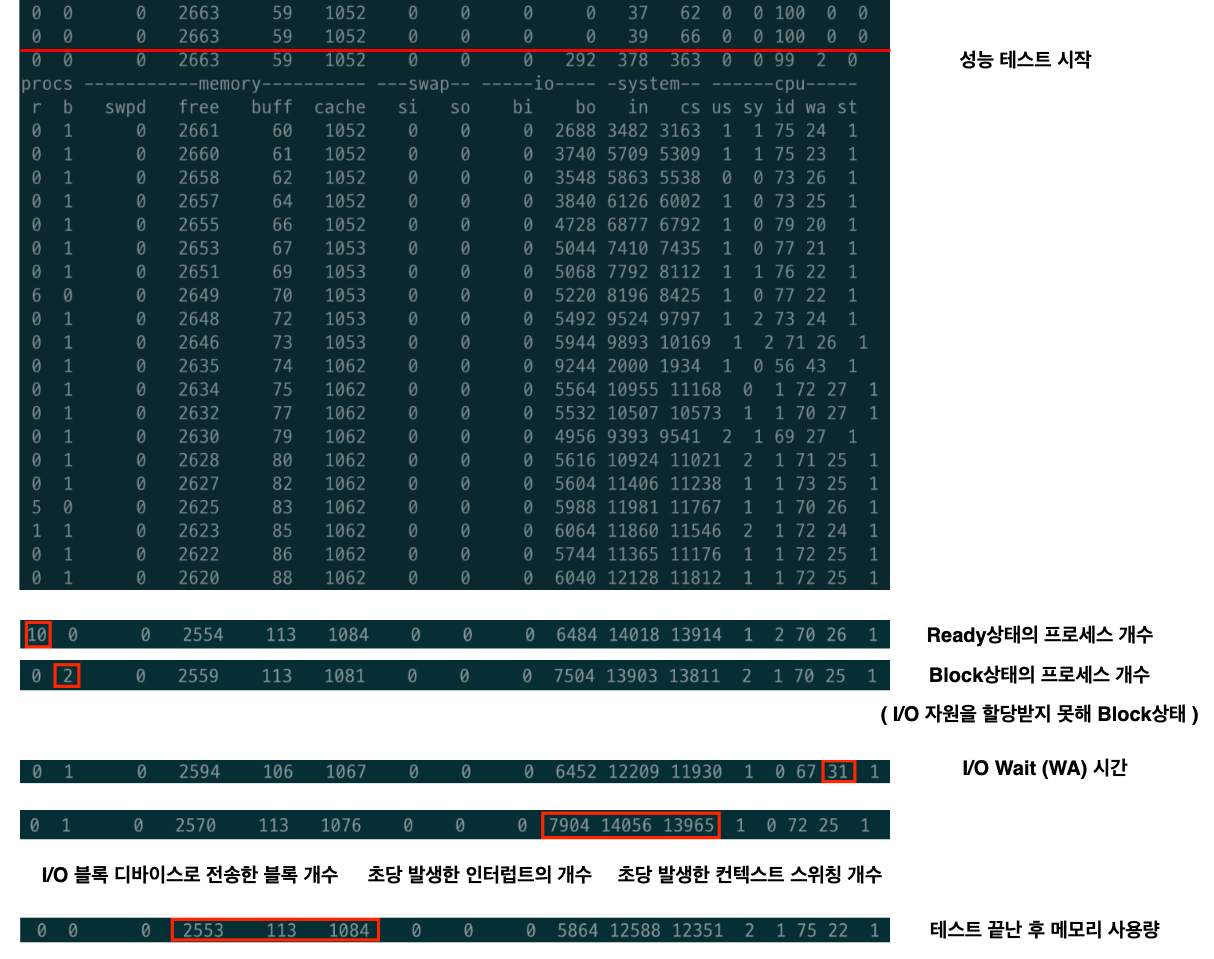 0 0 0 2663 59 1052 0 0 0 0 37 62 0 0 100 0 0
0 0 0 2663 59 1052 0 0 0 0 39 66 0 0 100 0 0
0 0 0 2663 59 1052 0 0 0 292 378 363 0 0 99 2 0
성능 테스트 시작
procs -----------memory---------- ---swap-- -----io---- -system-- ------cpu-----
r b swpd free buff cache si so bi bo in cs us sy id wa st
0 1 0 2661 60 1052 0 0 0 2688 3482 3163 1 1 75 24 1
0 1 0 2660 61 1052 0 0 0 3740 5709 5309 1 1 75 23 1
0 1 0 2658 62 1052 0 0 0 3548 5863 5538 0 0 73 26 1
0 1 0 2657 64 1052 0 0 0 3840 6126 6002 1 0 73 25 1
0 1 0 2655 66 1052 0 0 0 4728 6877 6792 1 0 79 20 1
0 1 0 2653 67 1053 0 0 0 5044 7410 7435 1 0 77 21 1
0 1 0 2651 69 1053 0 0 0 5068 7792 8112 1 1 76 22 1
6 0 0 2649 70 1053 0 0 0 5220 8196 8425 1 0 77 22 1
0 1 0 2648 72 1053 0 0 0 5492 9524 9797 1 2 73 24 1
0 1 0 2646 73 1053 0 0 0 5944 9893 10169 1 2 71 26 1
0 1 0 2635 74 1062 0 0 0 9244 2000 1934 1 0 56 43 1
0 1 0 2634 75 1062 0 0 0 5564 10955 11168 0 1 72 27 1
0 1 0 2632 77 1062 0 0 0 5532 10507 10573 1 1 70 27 1
0 1 0 2630 79 1062 0 0 0 4956 9393 9541 2 1 69 27 1
0 1 0 2628 80 1062 0 0 0 5616 10924 11021 2 1 71 25 1
0 1 0 2627 82 1062 0 0 0 5604 11406 11238 1 1 73 25 1
5 0 0 2625 83 1062 0 0 0 5988 11981 11767 1 1 70 26 1
1 1 0 2623 85 1062 0 0 0 6064 11860 11546 2 1 72 24 1
0 1 0 2622 86 1062 0 0 0 5744 11365 11176 1 1 72 25 1
0 1 0 2620 88 1062 0 0 0 6040 12128 11812 1 1 72 25 1
10 0 0 2554 113 1084 0 0 0 6484 14018 13914 1 2 70 26 1
Ready상태의 프로세스 개수
0 2 0 2559 113 1081 0 0 0 7504 13903 13811 2 1 70 25 1
Block상태의 프로세스 개수
( I/O 자원을 할당받지 못해 Block상태 )
0 1 0 2594 106 1067 0 0 0 6452 12209 11930 1 0 67 31 1
I/O Wait (WA) 시간
0 1 0 2570 113 1076 0 0 0 7904 14056 13965 1 0 72 25 1
I/O 블록 디바이스로 전송한 블록 개수 초당 발생한 인터럽트의 개수 초당 발생한 컨텍스트 스위칭 개수
0 0 0 2553 113 1084 0 0 0 5864 12588 12351 2 1 75 22 1
테스트 끝난 후 메모리 사용량